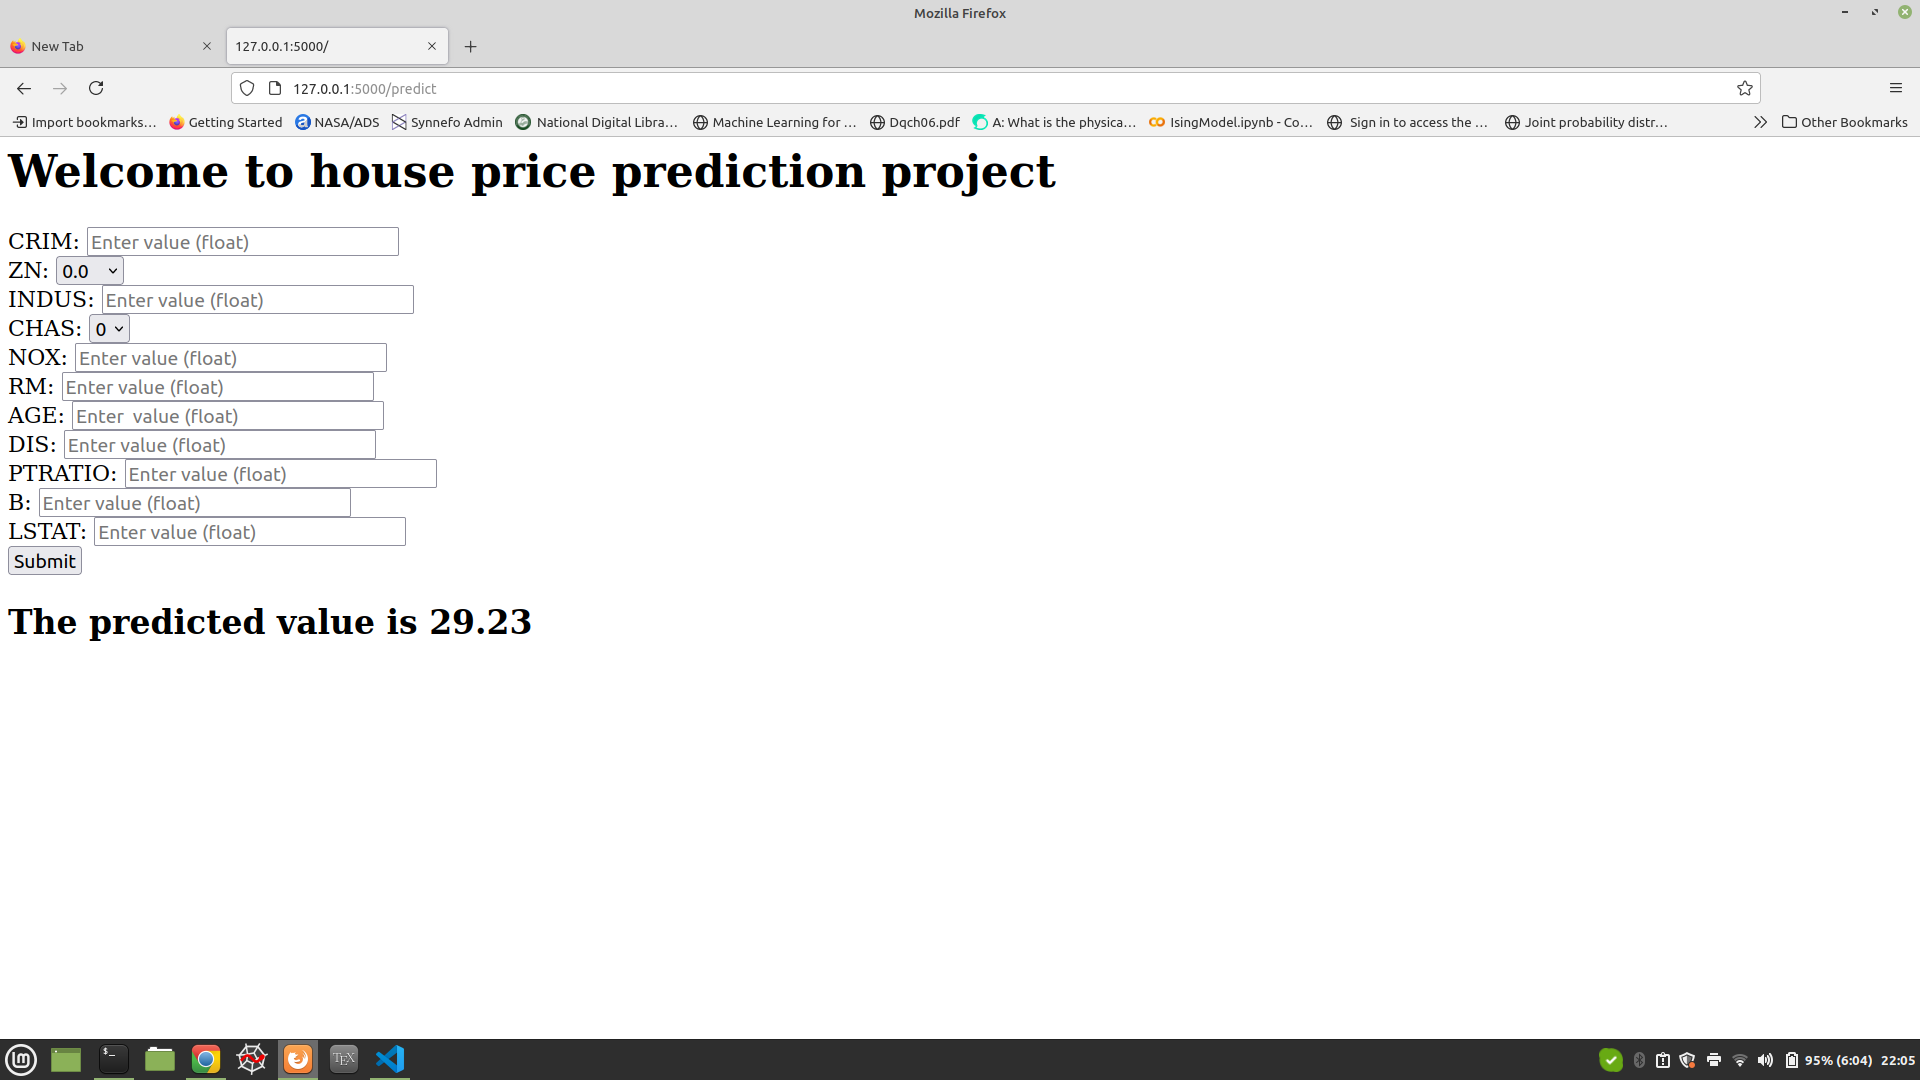 Mozilla Firefox
New Tab
127.0.0.1:5000/
127.0.0.1:5000/predict
Import bookmarks... Getting Started NASA/ADS Synnefo Admin National Digital Libra... Machine Learning for ... Dqch06.pdf A: What is the physica... IsingModel.ipynb - Co... Sign in to access the ... Joint probability distr... Other Bookmarks
Welcome to house price prediction project
CRIM: Enter value (float)
ZN: 0.0
INDUS: Enter value (float)
CHAS: 0
NOX: Enter value (float)
RM: Enter value (float)
AGE: Enter  value (float)
DIS: Enter value (float)
PTRATIO: Enter value (float)
B: Enter value (float)
LSTAT: Enter value (float)
Submit
The predicted value is 29.23
$_ TEX 95% (6:04) 22:05